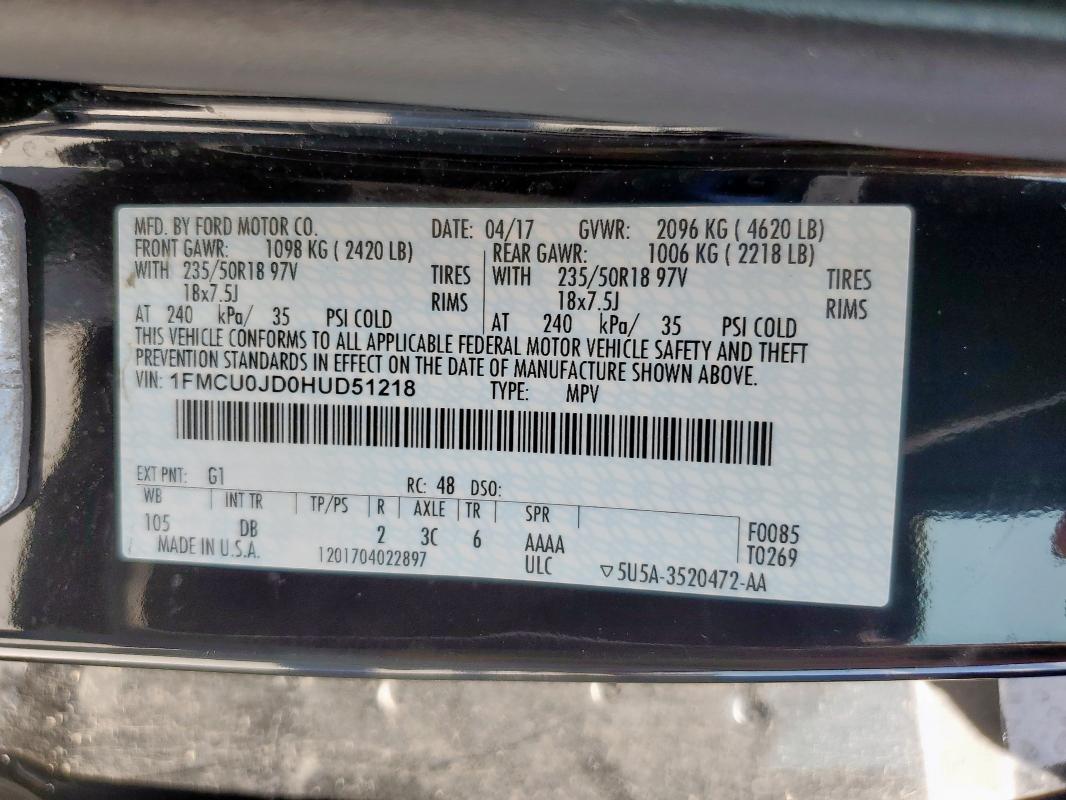 MFD. BY FORD MOTOR CO. DATE: 04/17 GVWR: 2096 KG ( 4620 LB)
FRONT GAWR: 1098 KG ( 2420 LB) REAR GAWR: 1006 KG ( 2218 LB)
WITH 235/50R18 97V TIRES WITH 235/50R18 97V TIRES
18x7.5J RIMS 18x7.5J RIMS
AT 240 kPa/ 35 PSI COLD AT 240 kPa/ 35 PSI COLD
THIS VEHICLE CONFORMS TO ALL APPLICABLE FEDERAL MOTOR VEHICLE SAFETY AND THEFT
PREVENTION STANDARDS IN EFFECT ON THE DATE OF MANUFACTURE SHOWN ABOVE.
VIN: 1FMCU0JD0HUD51218 TYPE: MPV
EXT PNT: G1 RC: 48 DSO:
WB INT TR TP/PS R AXLE TR SPR
105 DB 2 3C 6 AAAA F0085
MADE IN U.S.A. 1201704022897 ULC T0269
▽5U5A-3520472-AA